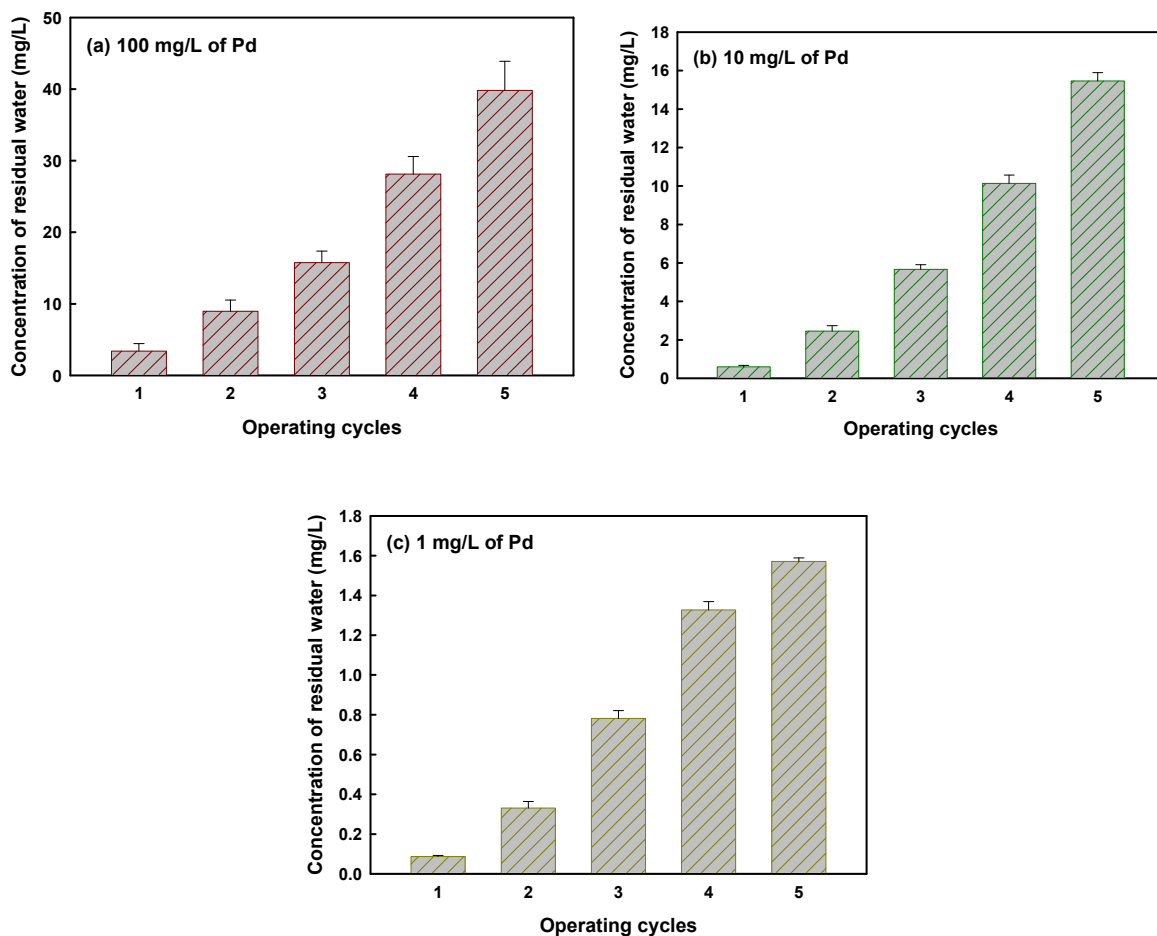 (a) 100 mg/L of Pd
Concentration of residual water (mg/L)
50
40
30
20
10
0
1 2 3 4 5
Operating cycles
(b) 10 mg/L of Pd
Concentration of residual water (mg/L)
18
16
14
12
10
8
6
4
2
0
1 2 3 4 5
Operating cycles
(c) 1 mg/L of Pd
Concentration of residual water (mg/L)
1.8
1.6
1.4
1.2
1.0
0.8
0.6
0.4
0.2
0.0
1 2 3 4 5
Operating cycles